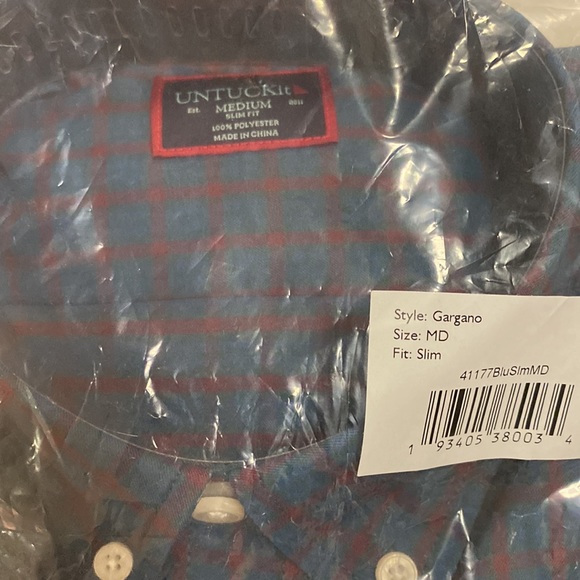 UNTUCKit
EST. MEDIUM 2011
SLIM FIT
100% POLYESTER
MADE IN CHINA
Style: Gargano
Size: MD
Fit: Slim
41177BluSlmMD
1 93405 38003 4